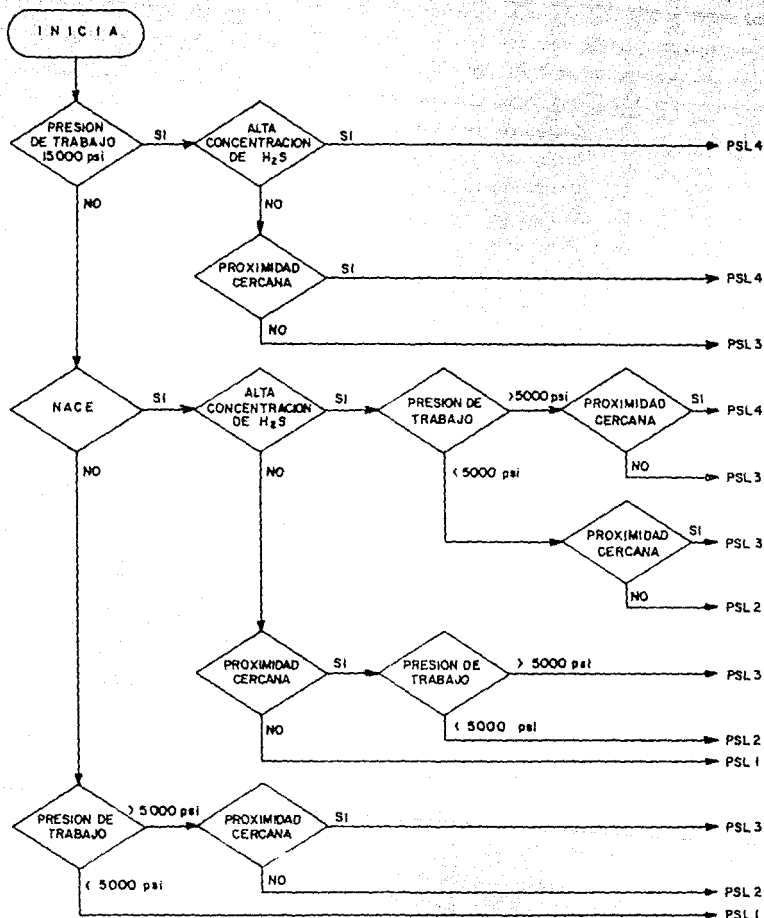 INICIA
PRESION
DE TRABAJO
15000 psi
SI
ALTA
CONCENTRACION
DE H₂S
SI
PSL 4
NO
NO
PROXIMIDAD
CERCANA
SI
PSL 4
NO
PSL 3
NACE
SI
ALTA
CONCENTRACION
DE H₂S
SI
PRESION DE
TRABAJO
>5000 psi
PROXIMIDAD
CERCANA
SI
PSL 4
NO
NO
< 5000 psi
NO
PSL 3
PROXIMIDAD
CERCANA
SI
PSL 3
NO
PSL 2
PROXIMIDAD
CERCANA
SI
PRESION DE
TRABAJO
> 5000 psi
PSL 3
NO
< 5000 psi
PSL 2
PSL 1
PRESION DE
TRABAJO
> 5000 psi
PROXIMIDAD
CERCANA
SI
PSL 3
< 5000 psi
NO
PSL 2
PSL 1